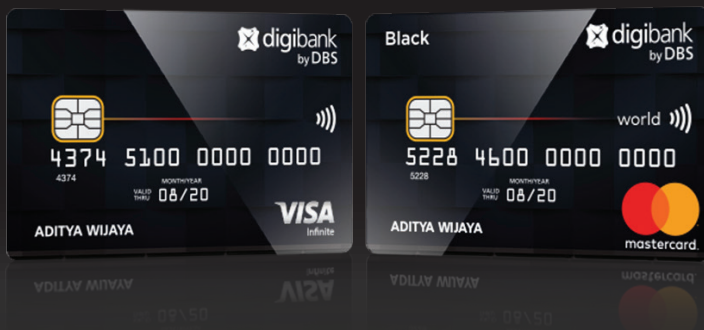 digibank
by DBS
4374 5100 0000 0000
4374
MONTH/YEAR
VALID
THRU
08/20
ADITYA WIJAYA
VISA
Infinite
Black
digibank
by DBS
world
5228 4600 0000 0000
5228
MONTH/YEAR
VALID
THRU
08/20
ADITYA WIJAYA
mastercard.